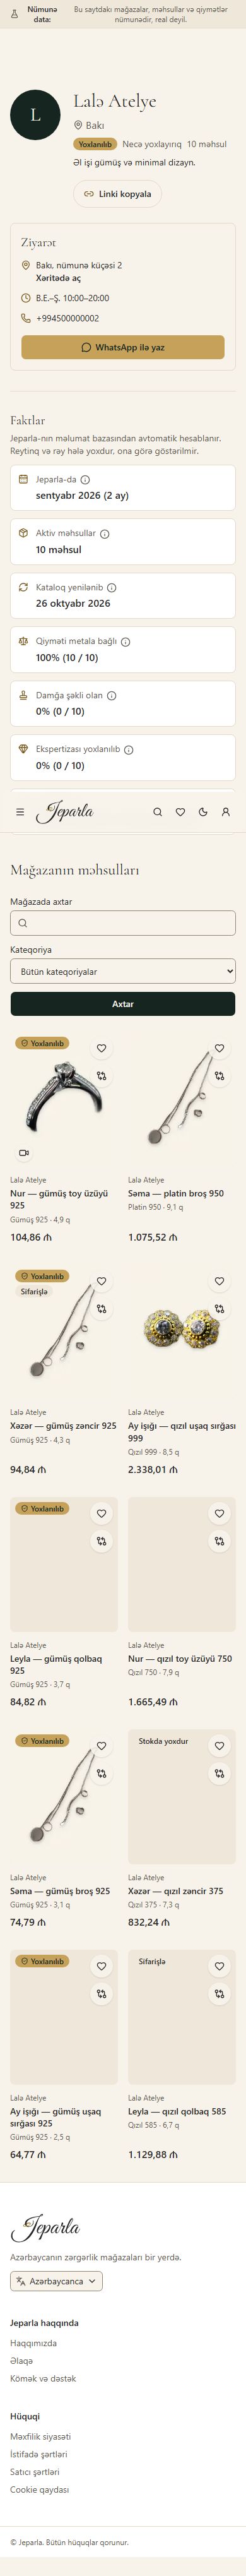 Nümunə data:
Bu saytdakı mağazalar, məhsullar və qiymətlər nümunədir, real deyil.
L
Lalə Atelye
Bakı
Yoxlanılıb Necə yoxlayırıq 10 məhsul
Əl işi gümüş və minimal dizayn.
Linki kopyala
Ziyarət
Bakı, nümunə küçəsi 2
Xəritədə aç
B.E.–Ş. 10:00–20:00
+994500000002
WhatsApp ilə yaz
Faktlar
Jeparla-nın məlumat bazasından avtomatik hesablanır.
Reytinq və rəy hələ yoxdur, ona görə göstərilmir.
Jeparla-da
sentyabr 2026 (2 ay)
Aktiv məhsullar
10 məhsul
Kataloq yenilənib
26 oktyabr 2026
Qiyməti metala bağlı
100% (10 / 10)
Damğa şəkli olan
0% (0 / 10)
Ekspertizası yoxlanılıb
0% (0 / 10)
Jeparla
Mağazanın məhsulları
Mağazada axtar
Kateqoriya
Bütün kateqoriyalar
Axtar
Yoxlanılıb
Lalə Atelye
Nur — gümüş toy üzüyü
925
Gümüş 925 · 4,9 q
104,86 ₼
Lalə Atelye
Səma — platin broş 950
Platin 950 · 9,1 q
1.075,52 ₼
Yoxlanılıb
Sifarişlə
Lalə Atelye
Xəzər — gümüş zəncir 925
Gümüş 925 · 4,3 q
94,84 ₼
Lalə Atelye
Ay işığı — qızıl uşaq sırğası
999
Qızıl 999 · 8,5 q
2.338,01 ₼
Yoxlanılıb
Lalə Atelye
Leyla — gümüş qolbaq
925
Gümüş 925 · 3,7 q
84,82 ₼
Lalə Atelye
Nur — qızıl toy üzüyü 750
Qızıl 750 · 7,9 q
1.665,49 ₼
Yoxlanılıb
Lalə Atelye
Səma — gümüş broş 925
Gümüş 925 · 3,1 q
74,79 ₼
Stokda yoxdur
Lalə Atelye
Xəzər — qızıl zəncir 375
Qızıl 375 · 7,3 q
832,24 ₼
Yoxlanılıb
Lalə Atelye
Ay işığı — gümüş uşaq
sırğası 925
Gümüş 925 · 2,5 q
64,77 ₼
Sifarişlə
Lalə Atelye
Leyla — qızıl qolbaq 585
Qızıl 585 · 6,7 q
1.129,88 ₼
Jeparla
Azərbaycanın zərgərlik mağazaları bir yerdə.
Azərbaycanca
Jeparla haqqında
Haqqımızda
Əlaqə
Kömək və dəstək
Hüquqi
Məxfilik siyasəti
İstifadə şərtləri
Satıcı şərtləri
Cookie qaydası
© Jeparla. Bütün hüquqlar qorunur.